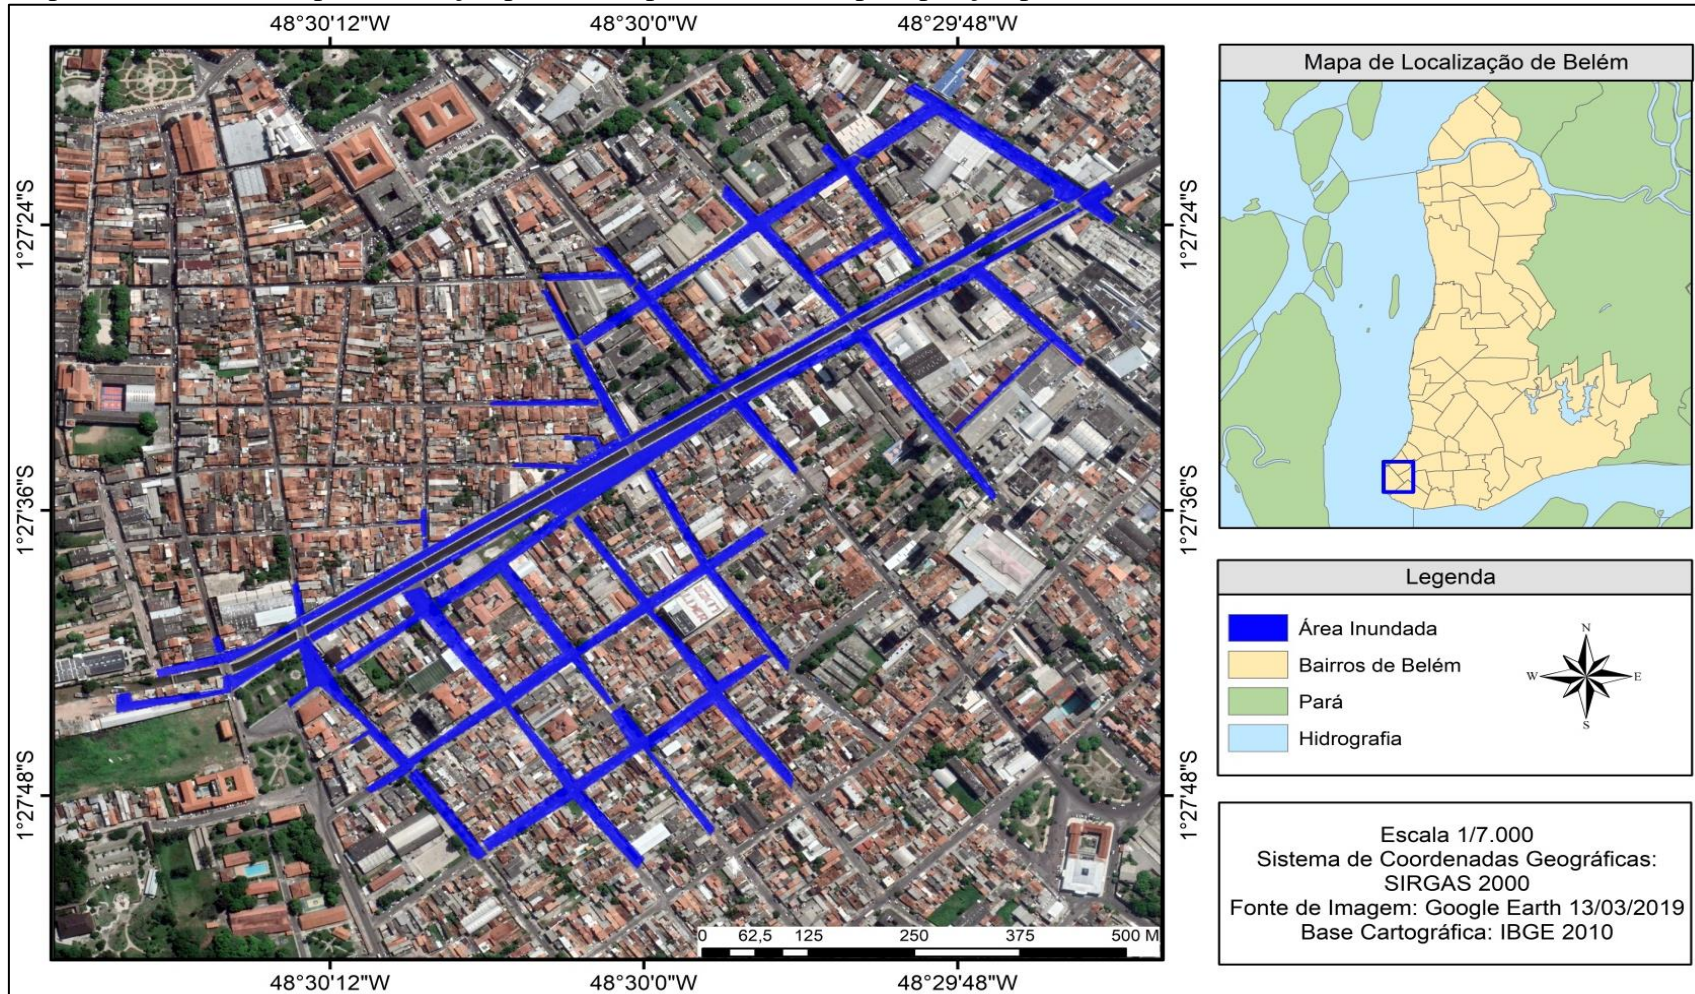 48°30'12"W
48°30'0"W
48°29'48"W
1°27'24"S
1°27'24"S
1°27'36"S
1°27'36"S
1°27'48"S
1°27'48"S
0 62,5 125 250 375 500 M
48°30'12"W
48°30'0"W
48°29'48"W
Mapa de Localização de Belém
Legenda
Área Inundada
Bairros de Belém
Pará
Hidrografia
N
W E
S
Escala 1/7.000
Sistema de Coordenadas Geográficas:
SIRGAS 2000
Fonte de Imagem: Google Earth 13/03/2019
Base Cartográfica: IBGE 2010